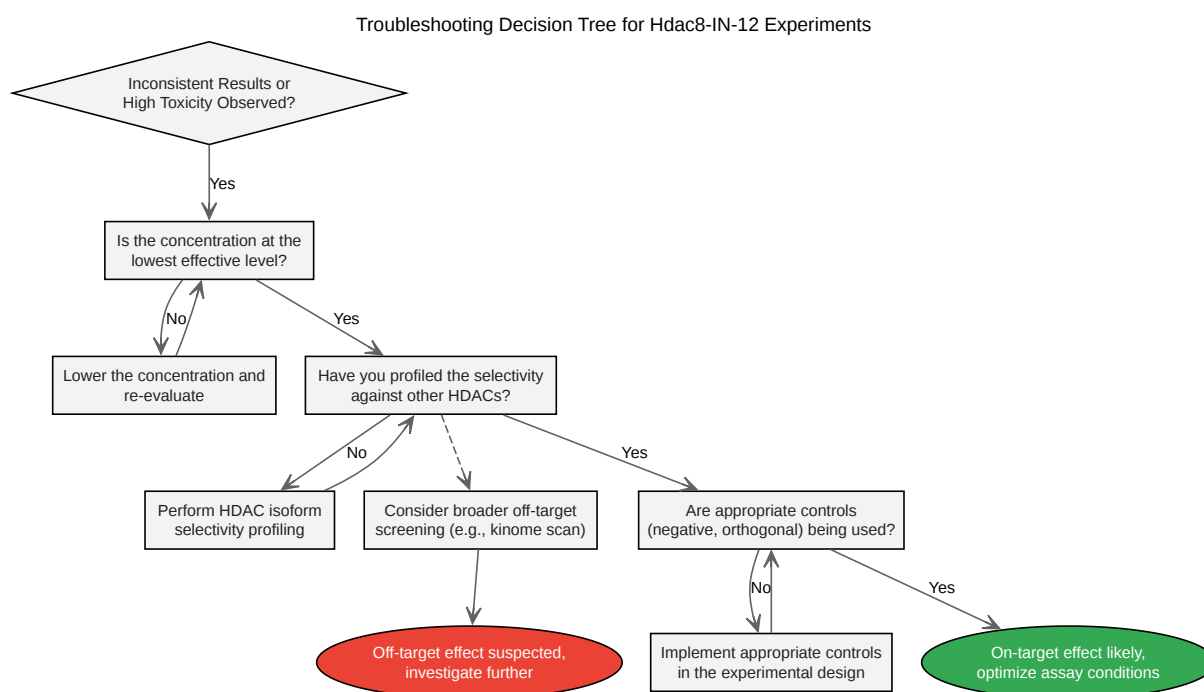 Troubleshooting Decision Tree for Hdac8-IN-12 Experiments
Inconsistent Results or
High Toxicity Observed?
Yes
Is the concentration at the
lowest effective level?
No
Yes
Lower the concentration and
re-evaluate
Have you profiled the selectivity
against other HDACs?
No
Yes
Perform HDAC isoform
selectivity profiling
Consider broader off-target
screening (e.g., kinome scan)
Are appropriate controls
(negative, orthogonal) being used?
No
Yes
Off-target effect suspected,
investigate further
Implement appropriate controls
in the experimental design
On-target effect likely,
optimize assay conditions